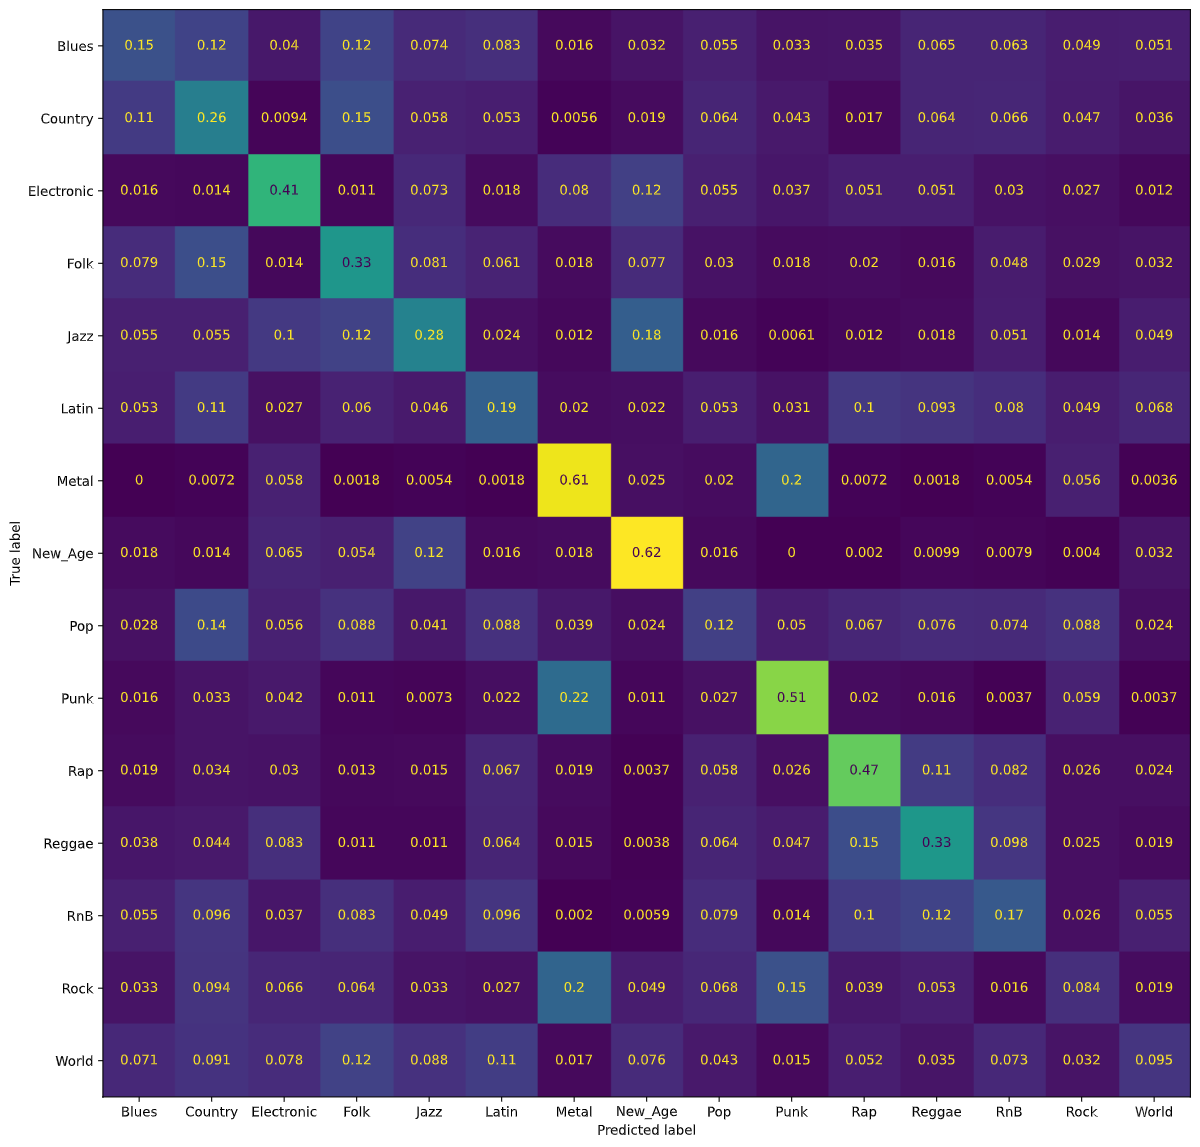 Blues 0.15 0.12 0.04 0.12 0.074 0.083 0.016 0.032 0.055 0.033 0.035 0.065 0.063 0.049 0.051
Country 0.11 0.26 0.0094 0.15 0.058 0.053 0.0056 0.019 0.064 0.043 0.017 0.064 0.066 0.047 0.036
Electronic 0.016 0.014 0.41 0.011 0.073 0.018 0.08 0.12 0.055 0.037 0.051 0.051 0.03 0.027 0.012
Folk 0.079 0.15 0.014 0.33 0.081 0.061 0.018 0.077 0.03 0.018 0.02 0.016 0.048 0.029 0.032
Jazz 0.055 0.055 0.1 0.12 0.28 0.024 0.012 0.18 0.016 0.0061 0.012 0.018 0.051 0.014 0.049
Latin 0.053 0.11 0.027 0.06 0.046 0.19 0.02 0.022 0.053 0.031 0.1 0.093 0.08 0.049 0.068
Metal 0 0.0072 0.058 0.0018 0.0054 0.0018 0.61 0.025 0.02 0.2 0.0072 0.0018 0.0054 0.056 0.0036
New_Age 0.018 0.014 0.065 0.054 0.12 0.016 0.018 0.62 0.016 0 0.002 0.0099 0.0079 0.004 0.032
Pop 0.028 0.14 0.056 0.088 0.041 0.088 0.039 0.024 0.12 0.05 0.067 0.076 0.074 0.088 0.024
Punk 0.016 0.033 0.042 0.011 0.0073 0.022 0.22 0.011 0.027 0.51 0.02 0.016 0.0037 0.059 0.0037
Rap 0.019 0.034 0.03 0.013 0.015 0.067 0.019 0.0037 0.058 0.026 0.47 0.11 0.082 0.026 0.024
Reggae 0.038 0.044 0.083 0.011 0.011 0.064 0.015 0.0038 0.064 0.047 0.15 0.33 0.098 0.025 0.019
RnB 0.055 0.096 0.037 0.083 0.049 0.096 0.002 0.0059 0.079 0.014 0.1 0.12 0.17 0.026 0.055
Rock 0.033 0.094 0.066 0.064 0.033 0.027 0.2 0.049 0.068 0.15 0.039 0.053 0.016 0.084 0.019
World 0.071 0.091 0.078 0.12 0.088 0.11 0.017 0.076 0.043 0.015 0.052 0.035 0.073 0.032 0.095
Blues Country Electronic Folk Jazz Latin Metal New_Age Pop Punk Rap Reggae RnB Rock World
Predicted label
True label